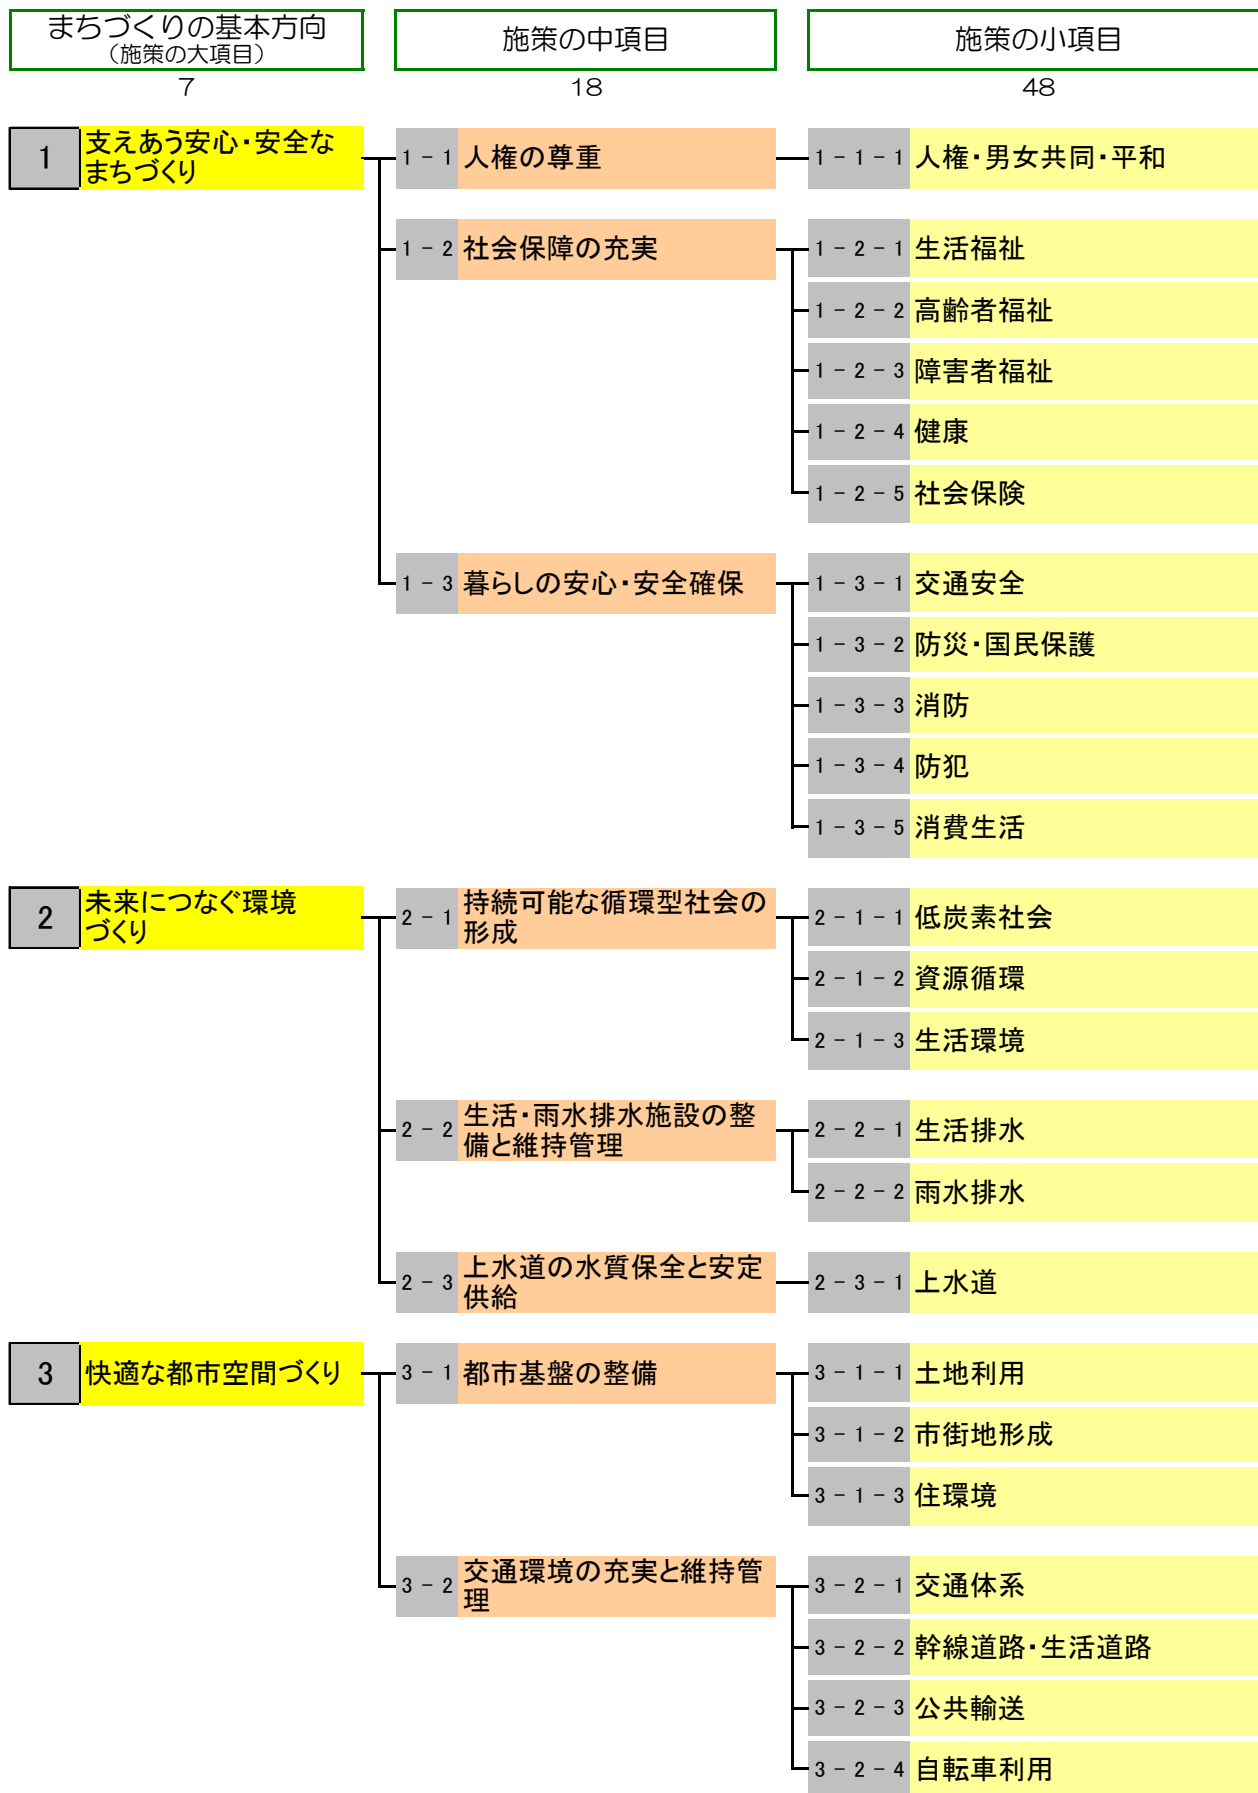 まちづくりの基本方向
（施策の大項目）
施策の中項目
施策の小項目
7
18
48
1
支えあう安心・安全な
まちづくり
1 - 1 人権の尊重
1 - 1 - 1 人権・男女共同・平和
1 - 2 社会保障の充実
1 - 2 - 1 生活福祉
1 - 2 - 2 高齢者福祉
1 - 2 - 3 障害者福祉
1 - 2 - 4 健康
1 - 2 - 5 社会保険
1 - 3 暮らしの安心・安全確保
1 - 3 - 1 交通安全
1 - 3 - 2 防災・国民保護
1 - 3 - 3 消防
1 - 3 - 4 防犯
1 - 3 - 5 消費生活
2
未来につなぐ環境
づくり
2 - 1
持続可能な循環型社会の
形成
2 - 1 - 1 低炭素社会
2 - 1 - 2 資源循環
2 - 1 - 3 生活環境
2 - 2
生活・雨水排水施設の整
備と維持管理
2 - 2 - 1 生活排水
2 - 2 - 2 雨水排水
2 - 3
上水道の水質保全と安定
供給
2 - 3 - 1 上水道
3
快適な都市空間づくり
3 - 1 都市基盤の整備
3 - 1 - 1 土地利用
3 - 1 - 2 市街地形成
3 - 1 - 3 住環境
3 - 2
交通環境の充実と維持管
理
3 - 2 - 1 交通体系
3 - 2 - 2 幹線道路・生活道路
3 - 2 - 3 公共輸送
3 - 2 - 4 自転車利用